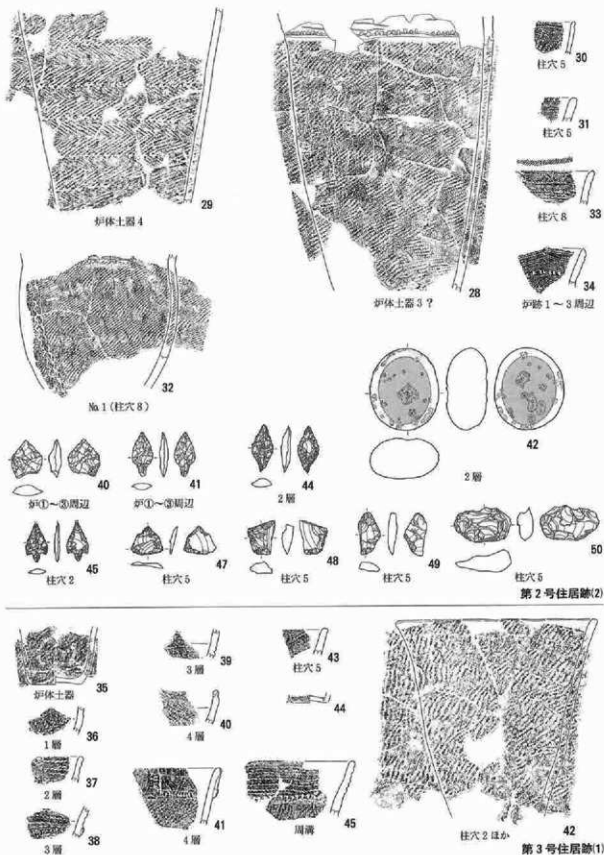 29
炉体土器4
28
炉体土器3?
30
柱穴5
31
柱穴5
33
柱穴8
34
炉跡1~3周辺
32
No.1(柱穴8)
42
2層
40
炉①~③周辺
41
炉①~③周辺
44
2層
45
柱穴2
47
柱穴5
48
柱穴5
49
柱穴5
50
柱穴5
第2号住居跡(2)
35
炉体土器
36
1層
37
2層
38
3層
39
3層
40
4層
41
4層
43
柱穴5
44
45
周溝
42
柱穴2ほか
第3号住居跡(1)